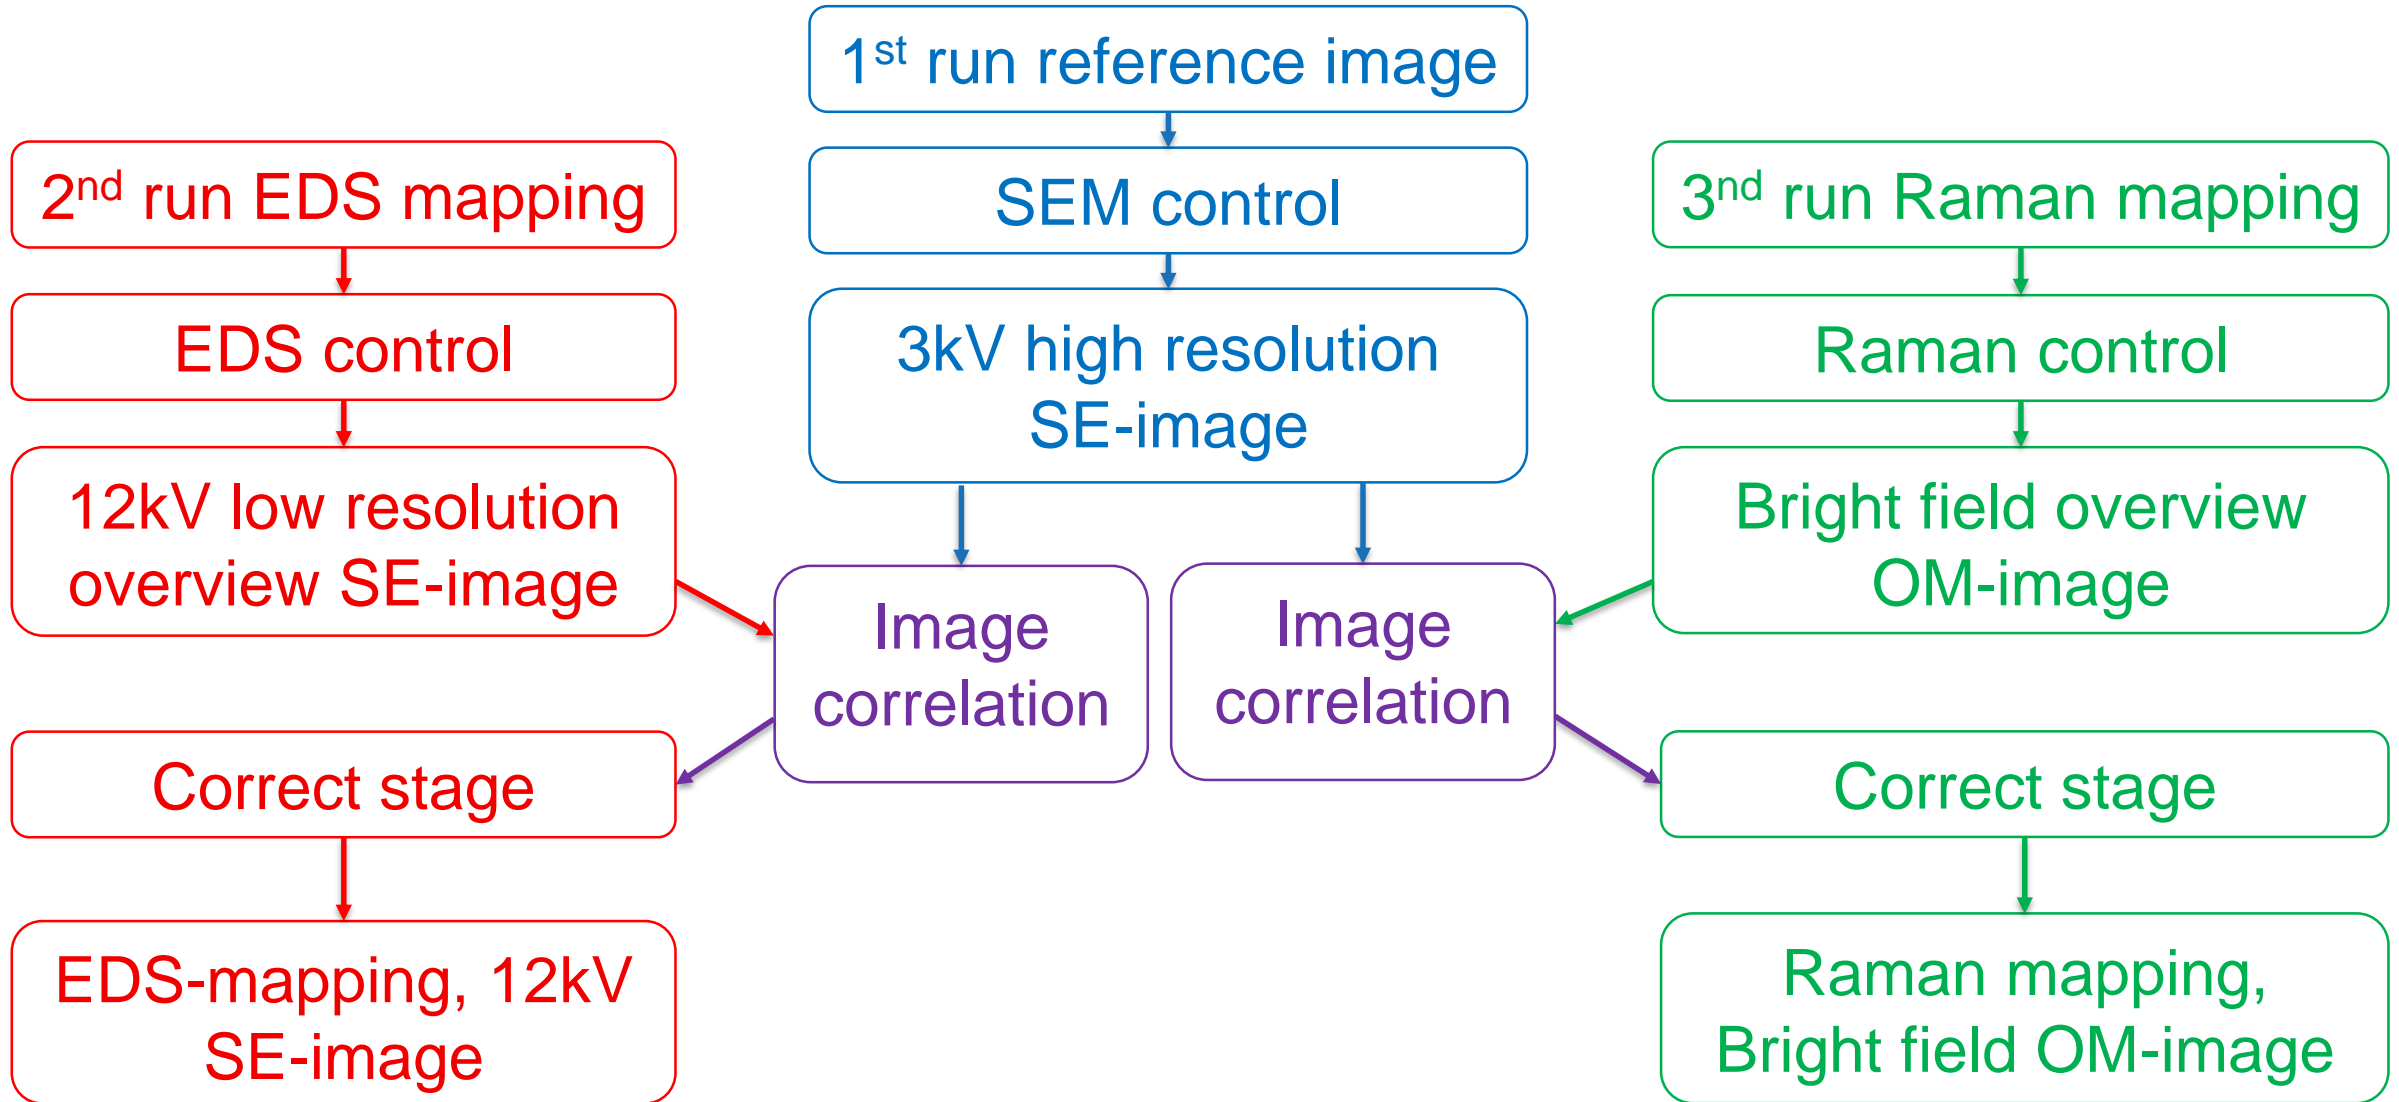 1st run reference image
SEM control
3kV high resolution
SE-image
2nd run EDS mapping
EDS control
12kV low resolution
overview SE-image
Image
correlation
Correct stage
EDS-mapping, 12kV
SE-image
3nd run Raman mapping
Raman control
Bright field overview
OM-image
Image
correlation
Correct stage
Raman mapping,
Bright field OM-image